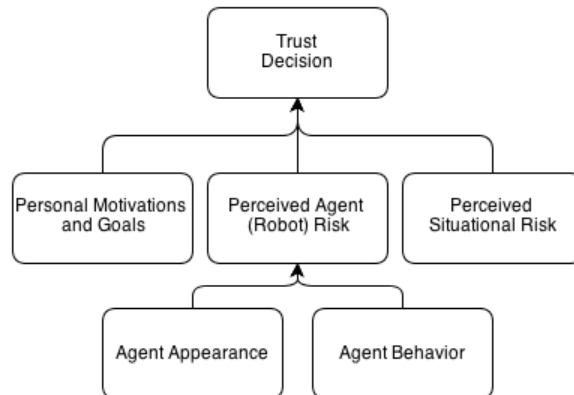 Trust
Decision
Personal Motivations
and Goals
Perceived Agent
(Robot) Risk
Perceived
Situational Risk
Agent Appearance
Agent Behavior